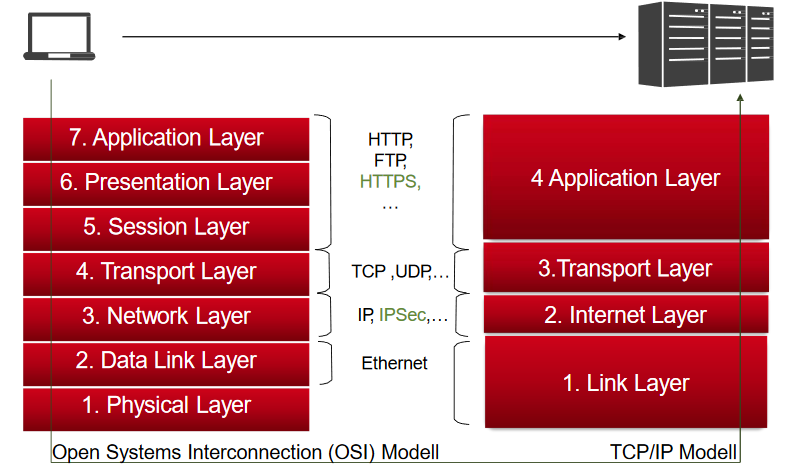 7. Application Layer
6. Presentation Layer
5. Session Layer
4. Transport Layer
3. Network Layer
2. Data Link Layer
1. Physical Layer
HTTP,
FTP,
HTTPS,
...
TCP ,UDP,...
IP, IPSec,...
Ethernet
4 Application Layer
3.Transport Layer
2. Internet Layer
1. Link Layer
Open Systems Interconnection (OSI) Modell
TCP/IP Modell